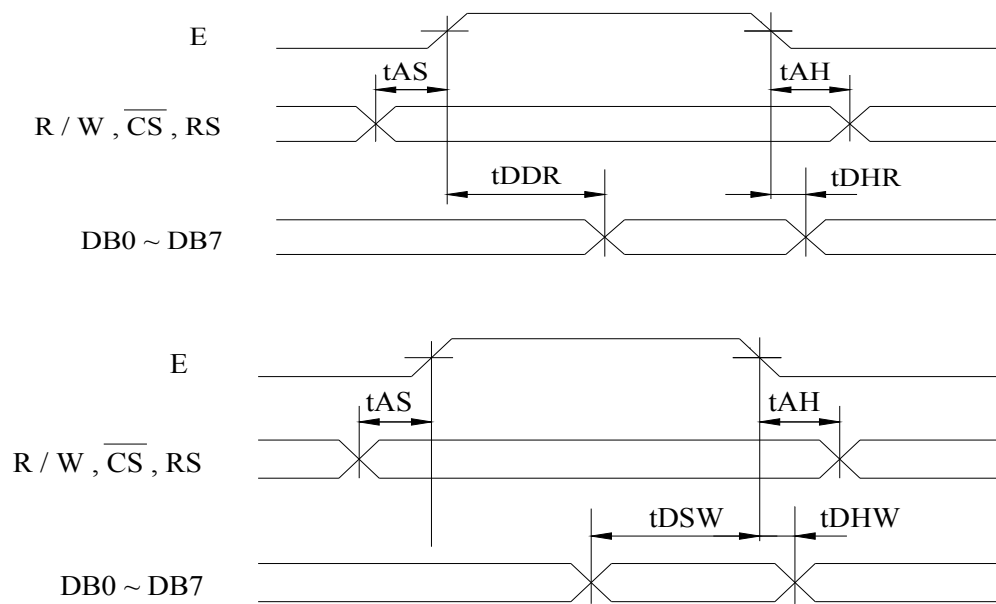 E
tAS
tAH
R / W , CS , RS
tDDR
tDHR
DB0 ~ DB7
E
tAS
tAH
R / W , CS , RS
tDSW
tDHW
DB0 ~ DB7